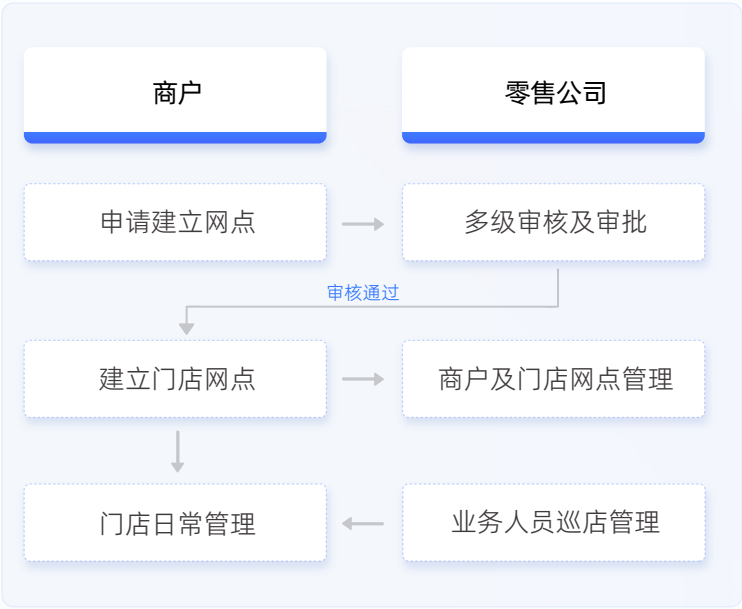 商户
零售公司
申请建立网点
多级审核及审批
审核通过
建立门店网点
商户及门店网点管理
门店日常管理
业务人员巡店管理